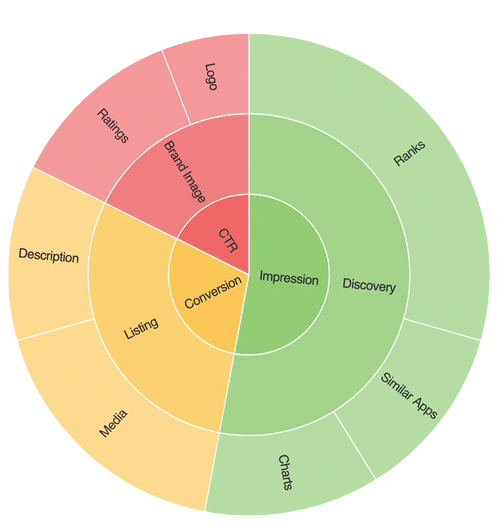 Logo
Ratings
Brand Image
Ranks
CTR
Description
Conversion
Impression
Discovery
Listing
Similar Apps
Media
Charts